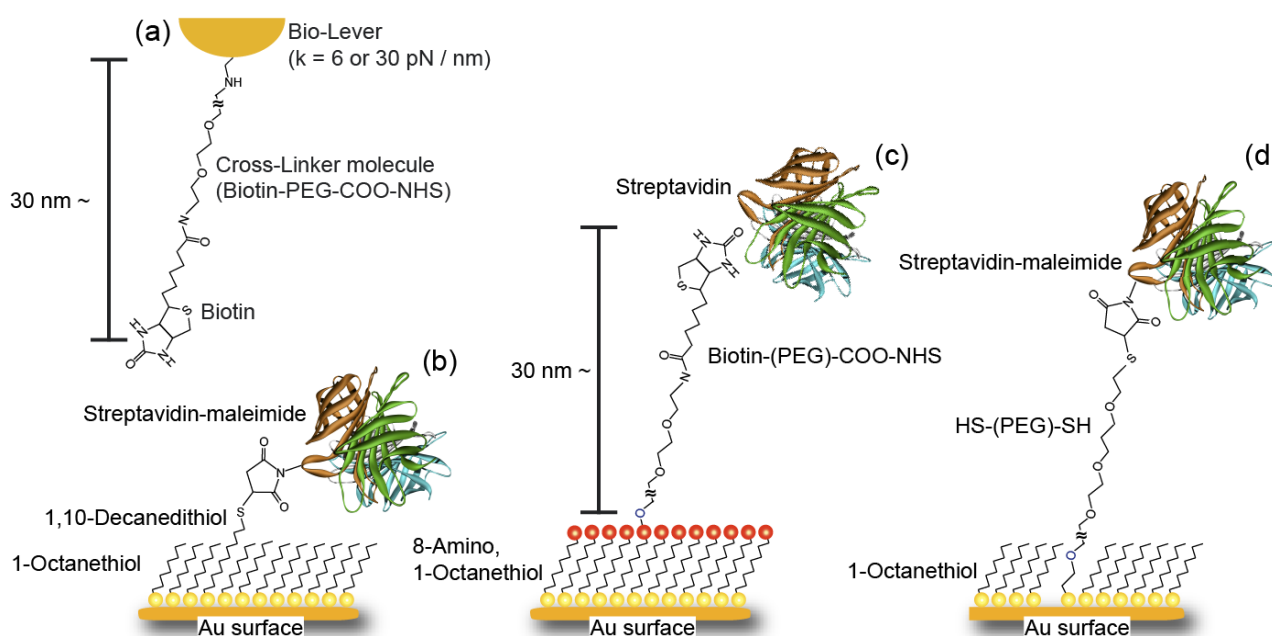 (a)
Bio-Lever
(k = 6 or 30 pN / nm)
NH
O
O
Cross-Linker molecule
(Biotin-PEG-COO-NHS)
30 nm ~
N
O
S
Biotin
H
N
O
N
H
(b)
Streptavidin-maleimide
O
N
S
O
1,10-Decanedithiol
1-Octanethiol
Au surface
(c)
Streptavidin
H
N
O
N
H
S
30 nm ~
Biotin-(PEG)-COO-NHS
O
N
O
O
O
8-Amino,
1-Octanethiol
Au surface
(d)
Streptavidin-maleimide
O
N
O
S
HS-(PEG)-SH
O
O
O
O
1-Octanethiol
Au surface